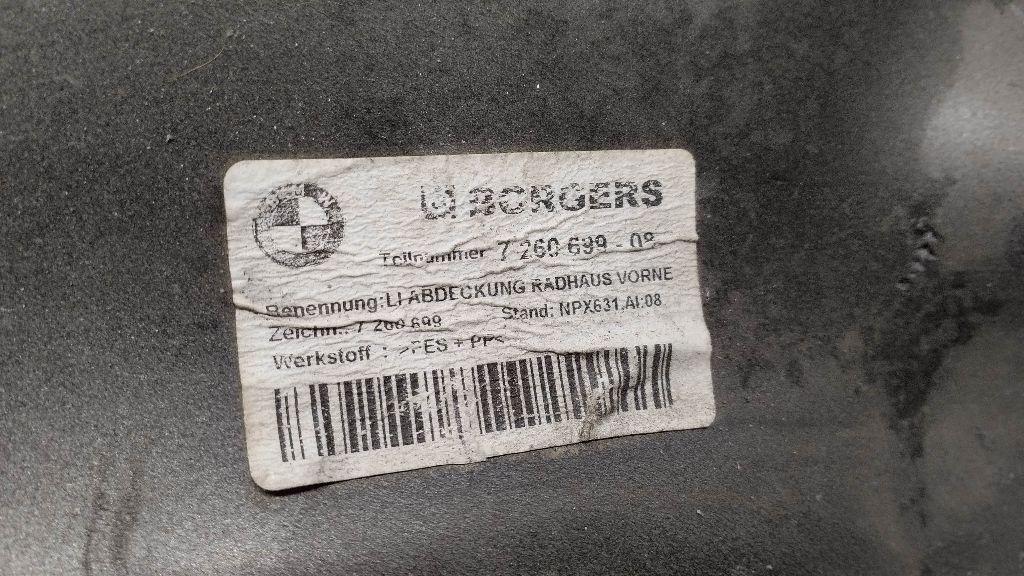 BORGERS
Teilnummer 7 260 699 - 08
Benennung: LI ABDECKUNG RADHAUS VORNE
Zeichn.: 7 260 699 Stand: NPX631.AI:08
Werkstoff : >PES + PP<